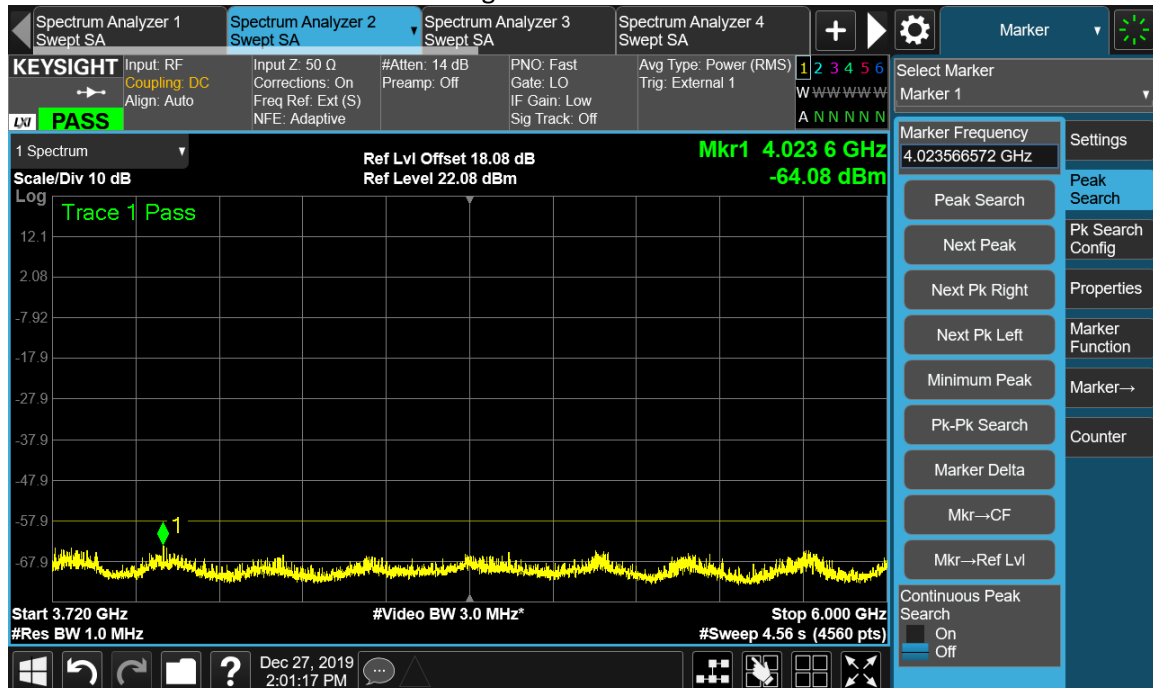 Spectrum Analyzer 1
Swept SA
Spectrum Analyzer 2
Swept SA
Spectrum Analyzer 3
Swept SA
Spectrum Analyzer 4
Swept SA
+
Marker
KEYSIGHT
LXI PASS
Input: RF
Coupling: DC
Align: Auto
Input Z: 50 Ω
Corrections: On
Freq Ref: Ext (S)
NFE: Adaptive
#Atten: 14 dB
Preamp: Off
PNO: Fast
Gate: LO
IF Gain: Low
Sig Track: Off
Avg Type: Power (RMS)
Trig: External 1
1 2 3 4 5 6
W W W W W W
A N N N N N
Select Marker
Marker 1
1 Spectrum
Scale/Div 10 dB
Ref Lvl Offset 18.08 dB
Ref Level 22.08 dBm
Mkr1 4.023 6 GHz
-64.08 dBm
Log
Trace 1 Pass
12.1
2.08
-7.92
-17.9
-27.9
-37.9
-47.9
-57.9
-67.9
1
Start 3.720 GHz
#Res BW 1.0 MHz
#Video BW 3.0 MHz*
Stop 6.000 GHz
#Sweep 4.56 s (4560 pts)
Marker Frequency
4.023566572 GHz
Peak Search
Next Peak
Next Pk Right
Next Pk Left
Minimum Peak
Pk-Pk Search
Marker Delta
Mkr→CF
Mkr→Ref Lvl
Continuous Peak
Search
On
Off
Settings
Peak
Search
Pk Search
Config
Properties
Marker
Function
Marker→
Counter
?
Dec 27, 2019
2:01:17 PM